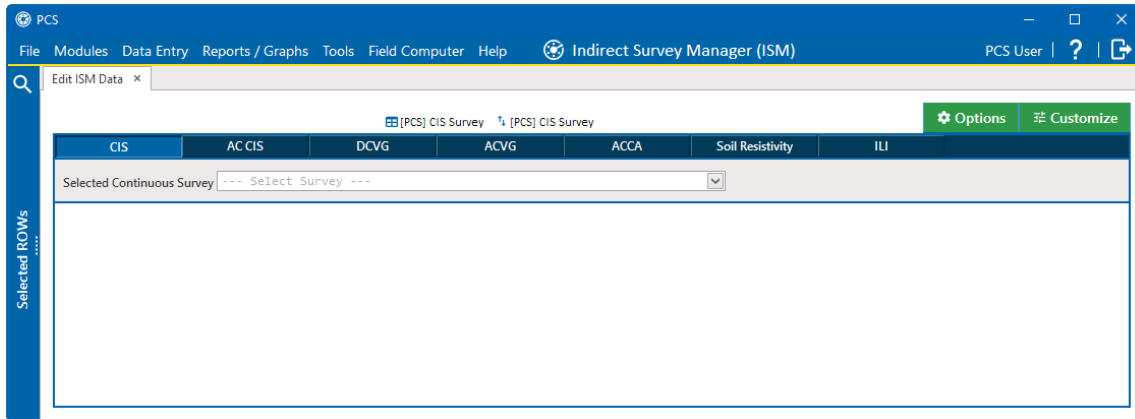 PCS
File Modules Data Entry Reports / Graphs Tools Field Computer Help Indirect Survey Manager (ISM) PCS User | ? |
Edit ISM Data ×
[PCS] CIS Survey [PCS] CIS Survey Options Customize
CIS AC CIS DCVG ACVG ACCA Soil Resistivity ILI
Selected Continuous Survey --- Select Survey ---
Selected ROWs